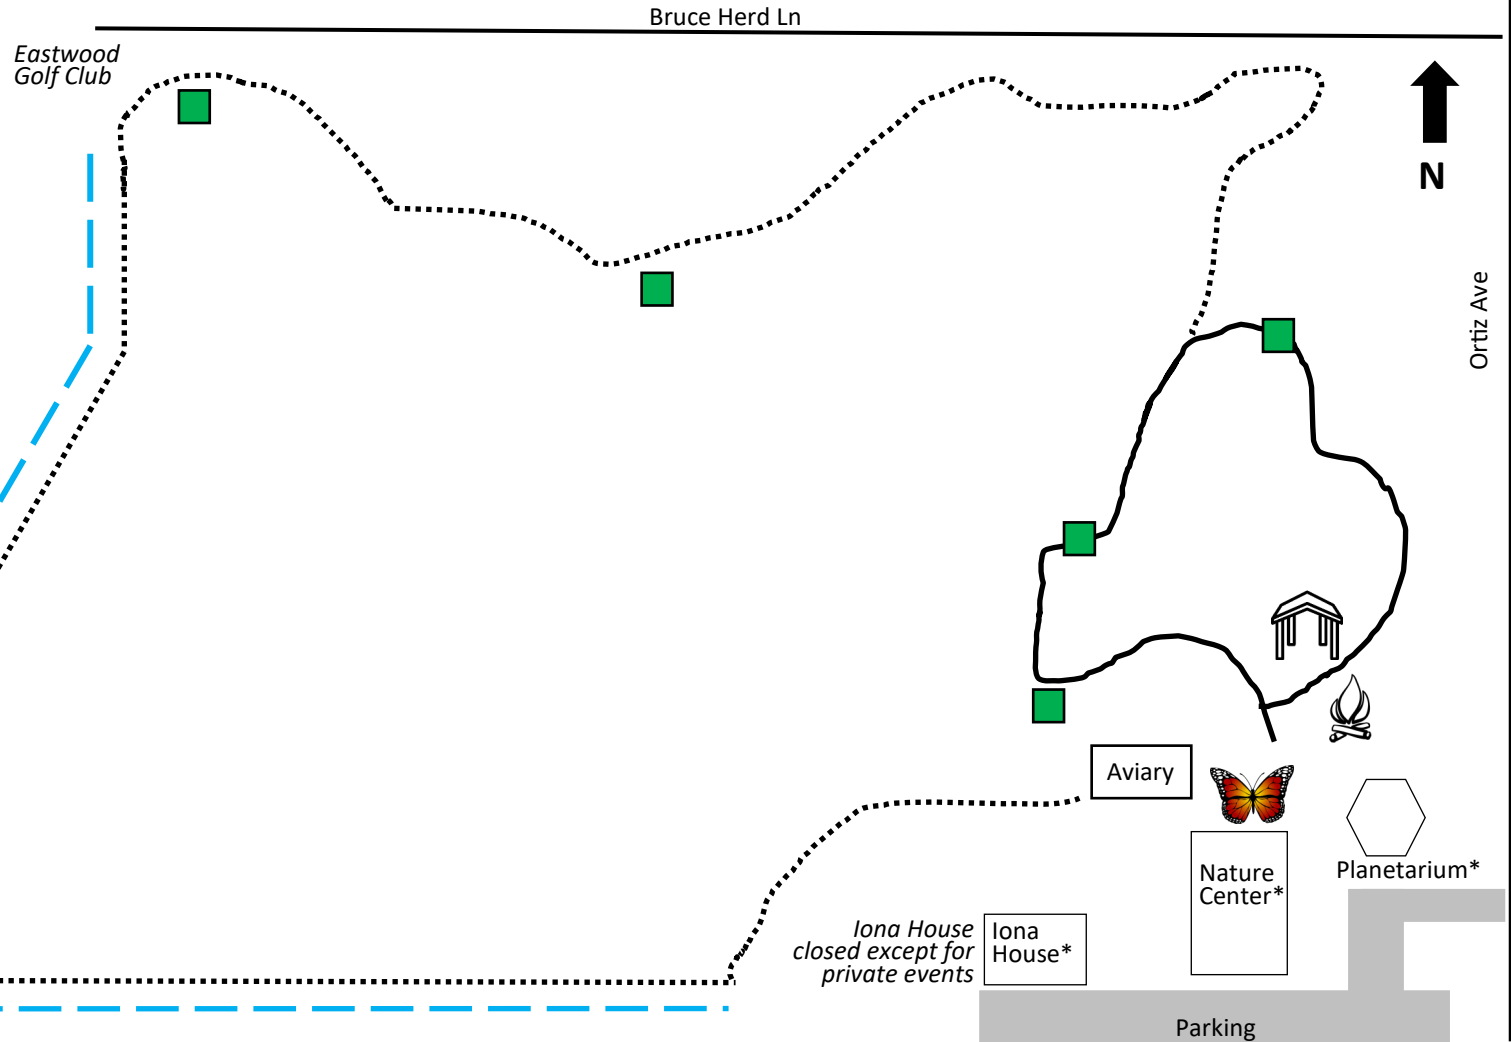 Bruce Herd Ln
Eastwood
Golf Club
N
Ortiz Ave
Aviary
Nature
Center*
Planetarium*
Iona House
closed except for
private events
Iona
House*
Parking